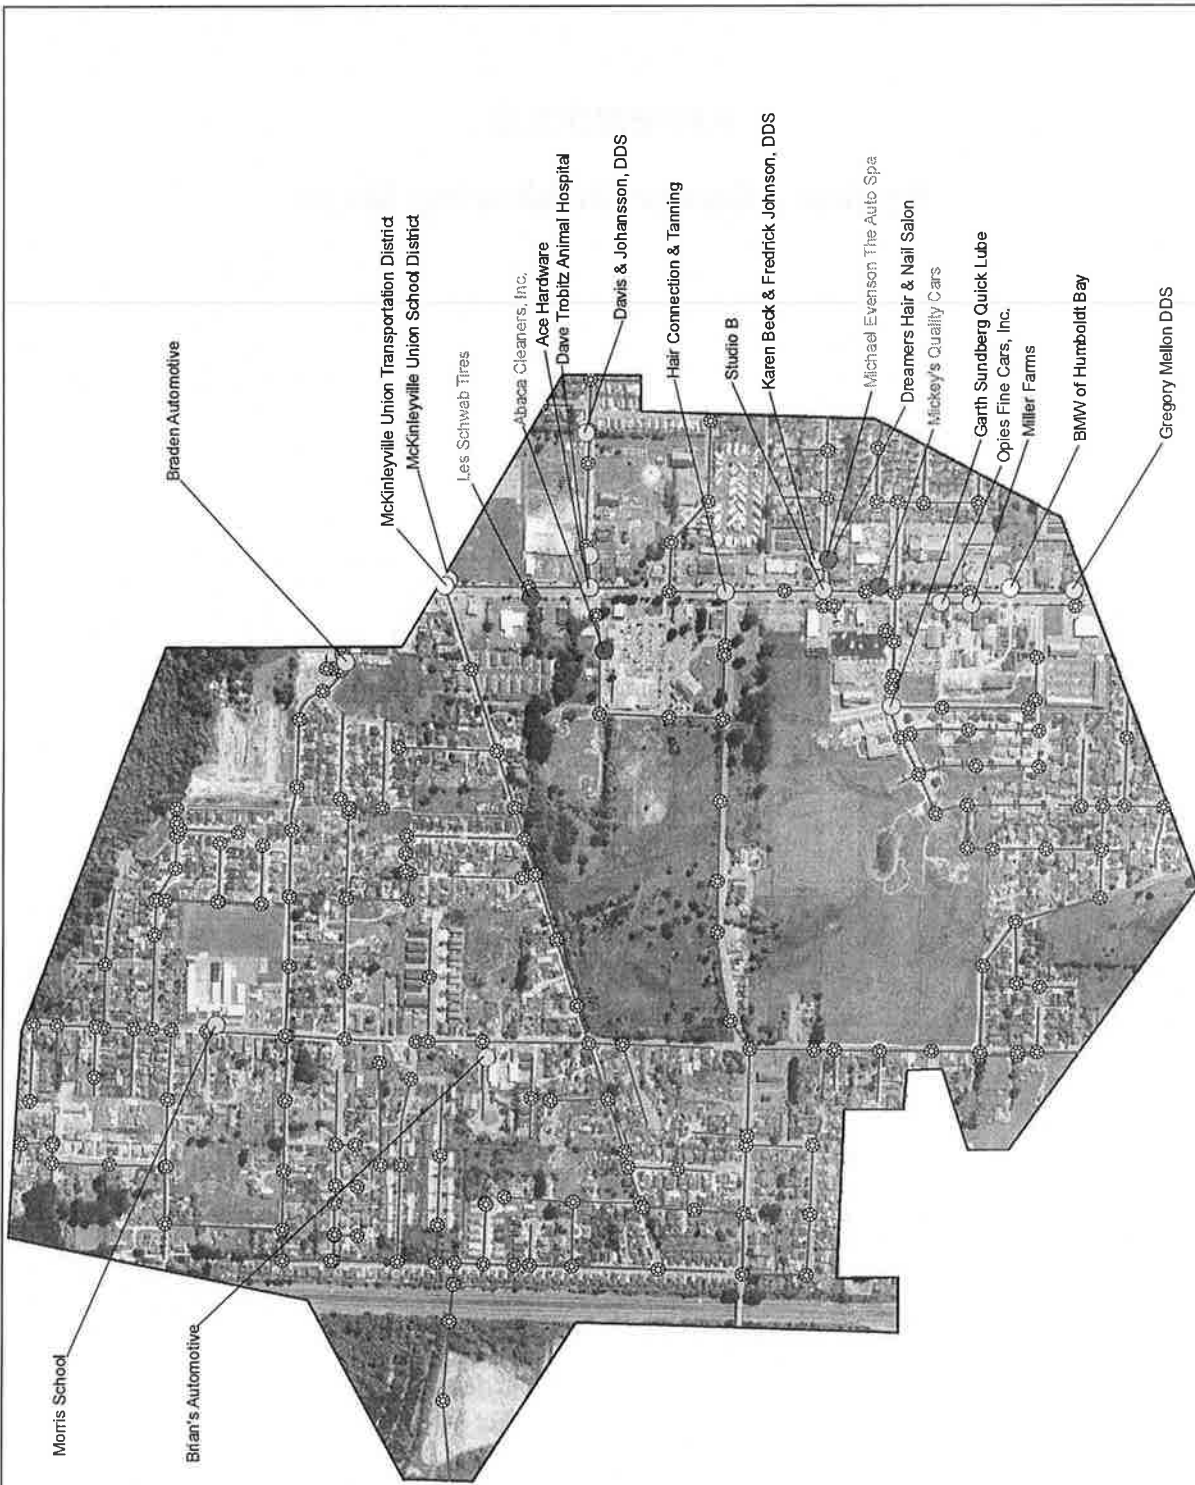 Morris School
Brian's Automotive
Braden Automotive
McKinleyville Union Transportation District
McKinleyville Union School District
Les Schwab Tires
Abaca Cleaners, Inc.
Ace Hardware
Dave Trobitz Animal Hospital
Davis & Johansson, DDS
Hair Connection & Tanning
Studio B
Karen Beck & Fredrick Johnson, DDS
Michael Evenson The Auto Spa
Dreamers Hair & Nail Salon
Mickey's Quality Cars
Garth Sundberg Quick Lube
Opies Fine Cars, Inc.
Miller Farms
BMW of Humboldt Bay
Gregory Mellon DDS